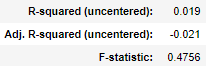 R-squared (uncentered): 0.019
Adj. R-squared (uncentered): -0.021
F-statistic: 0.4756